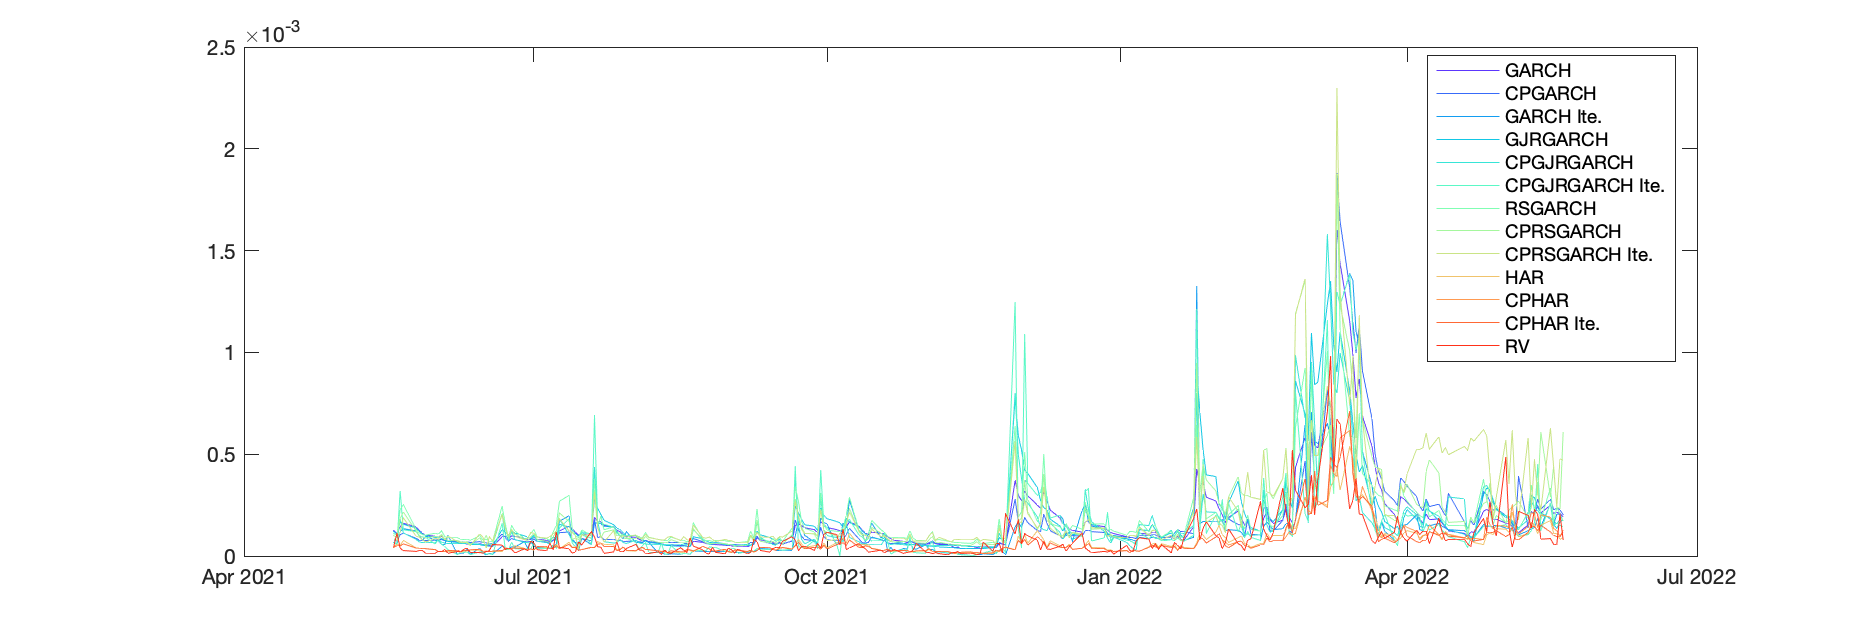 ×10-3
2.5
2
1.5
1
0.5
0
Apr 2021 Jul 2021 Oct 2021 Jan 2022 Apr 2022 Jul 2022
GARCH
CPGARCH
GARCH Ite.
GJRGARCH
CPGJRGARCH
CPGJRGARCH Ite.
RSGARCH
CPRSGARCH
CPRSGARCH Ite.
HAR
CPHAR
CPHAR Ite.
RV